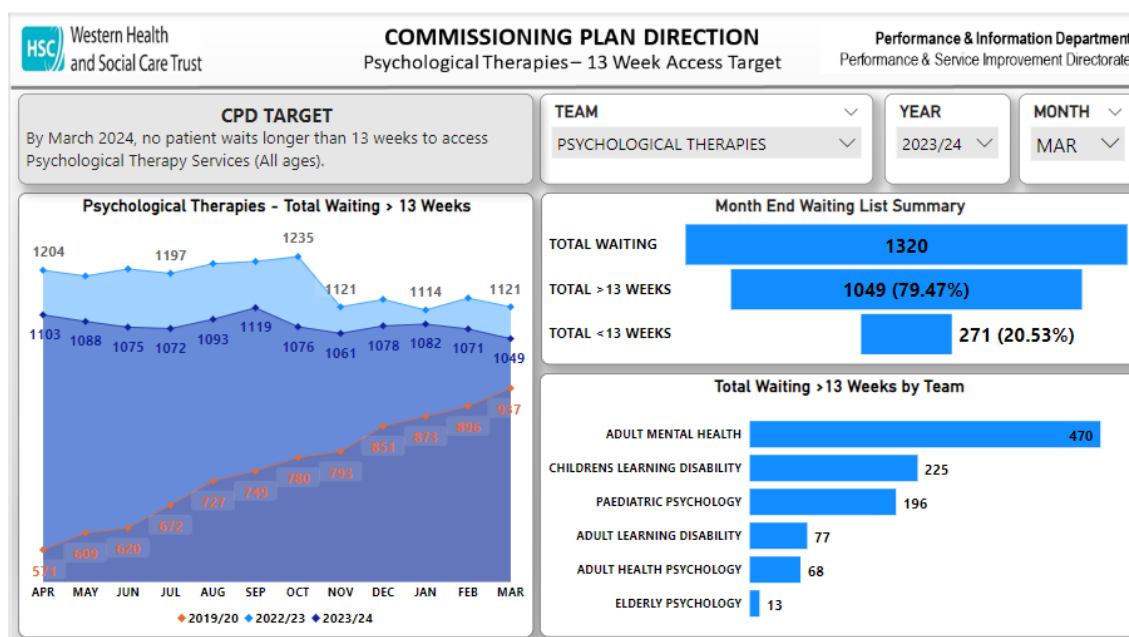 HSC
Western Health
and Social Care Trust
COMMISSIONING PLAN DIRECTION
Psychological Therapies– 13 Week Access Target
Performance & Information Department
Performance & Service Improvement Directorate
CPD TARGET
By March 2024, no patient waits longer than 13 weeks to access
Psychological Therapy Services (All ages).
TEAM
PSYCHOLOGICAL THERAPIES
YEAR
2023/24
MONTH
MAR
Psychological Therapies - Total Waiting > 13 Weeks
1204 1197 1235 1121 1114 1121
1103 1088 1075 1072 1093 1119 1076 1061 1078 1082 1071 1049
571 609 620 672 727 749 780 793 851 873 896 937
APR MAY JUN JUL AUG SEP OCT NOV DEC JAN FEB MAR
2019/20 2022/23 2023/24
Month End Waiting List Summary
TOTAL WAITING 1320
TOTAL >13 WEEKS 1049 (79.47%)
TOTAL <13 WEEKS 271 (20.53%)
Total Waiting >13 Weeks by Team
ADULT MENTAL HEALTH 470
CHILDRENS LEARNING DISABILITY 225
PAEDIATRIC PSYCHOLOGY 196
ADULT LEARNING DISABILITY 77
ADULT HEALTH PSYCHOLOGY 68
ELDERLY PSYCHOLOGY 13